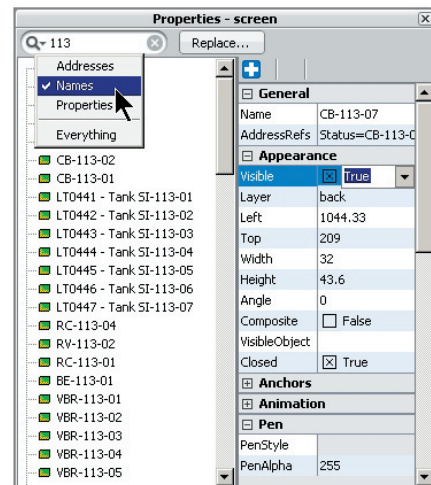 Properties - screen
113
Replace...
Addresses
Names
Properties
Everything
CB-113-02
CB-113-01
LT0441 - Tank SI-113-01
LT0442 - Tank SI-113-02
LT0443 - Tank SI-113-03
LT0444 - Tank SI-113-04
LT0445 - Tank SI-113-05
LT0446 - Tank SI-113-06
LT0447 - Tank SI-113-07
RC-113-04
RV-113-02
RC-113-01
BE-113-01
VBR-113-01
VBR-113-02
VBR-113-03
VBR-113-04
VBR-113-05
General
Name CB-113-07
AddressRefs Status=CB-113-0
Appearance
Visible True
Layer back
Left 1044.33
Top 209
Width 32
Height 43.6
Angle 0
Composite False
VisibleObject
Closed True
Anchors
Animation
Pen
PenStyle
PenAlpha 255